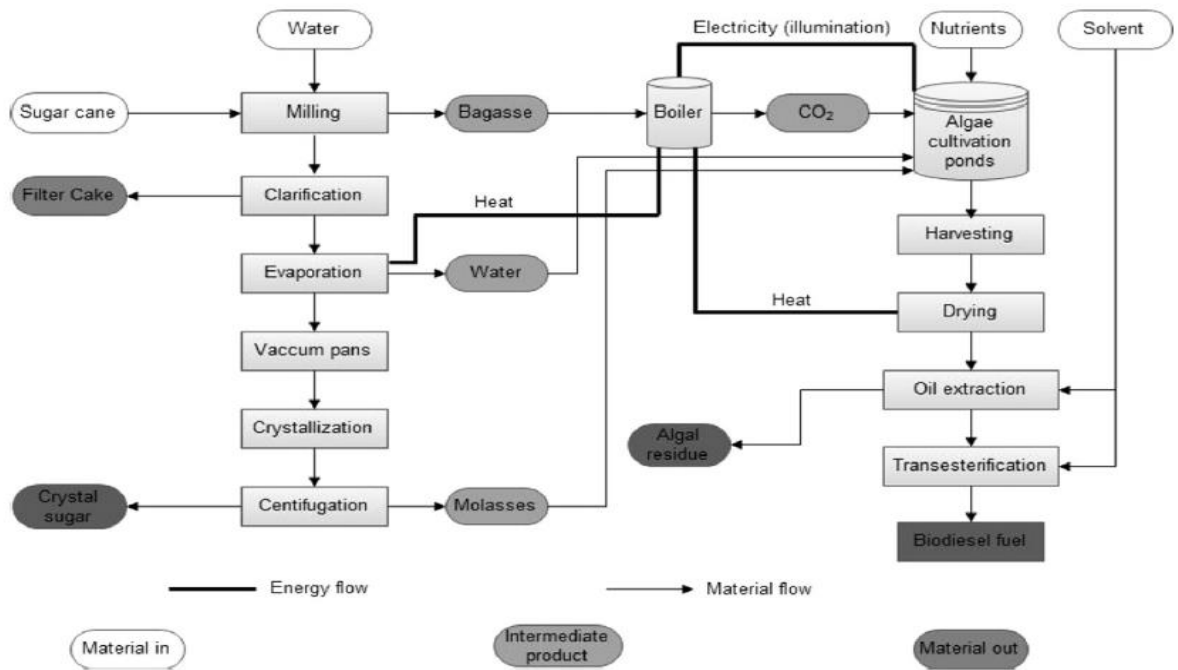 Water
Electricity (illumination)
Nutrients
Solvent
Sugar cane
Milling
Bagasse
Boiler
CO₂
Algae
cultivation
ponds
Filter Cake
Clarification
Heat
Harvesting
Evaporation
Water
Heat
Drying
Vaccum pans
Oil extraction
Crystallization
Algal
residue
Transesterification
Crystal
sugar
Centifugation
Molasses
Biodiesel fuel
Energy flow
Material flow
Material in
Intermediate
product
Material out